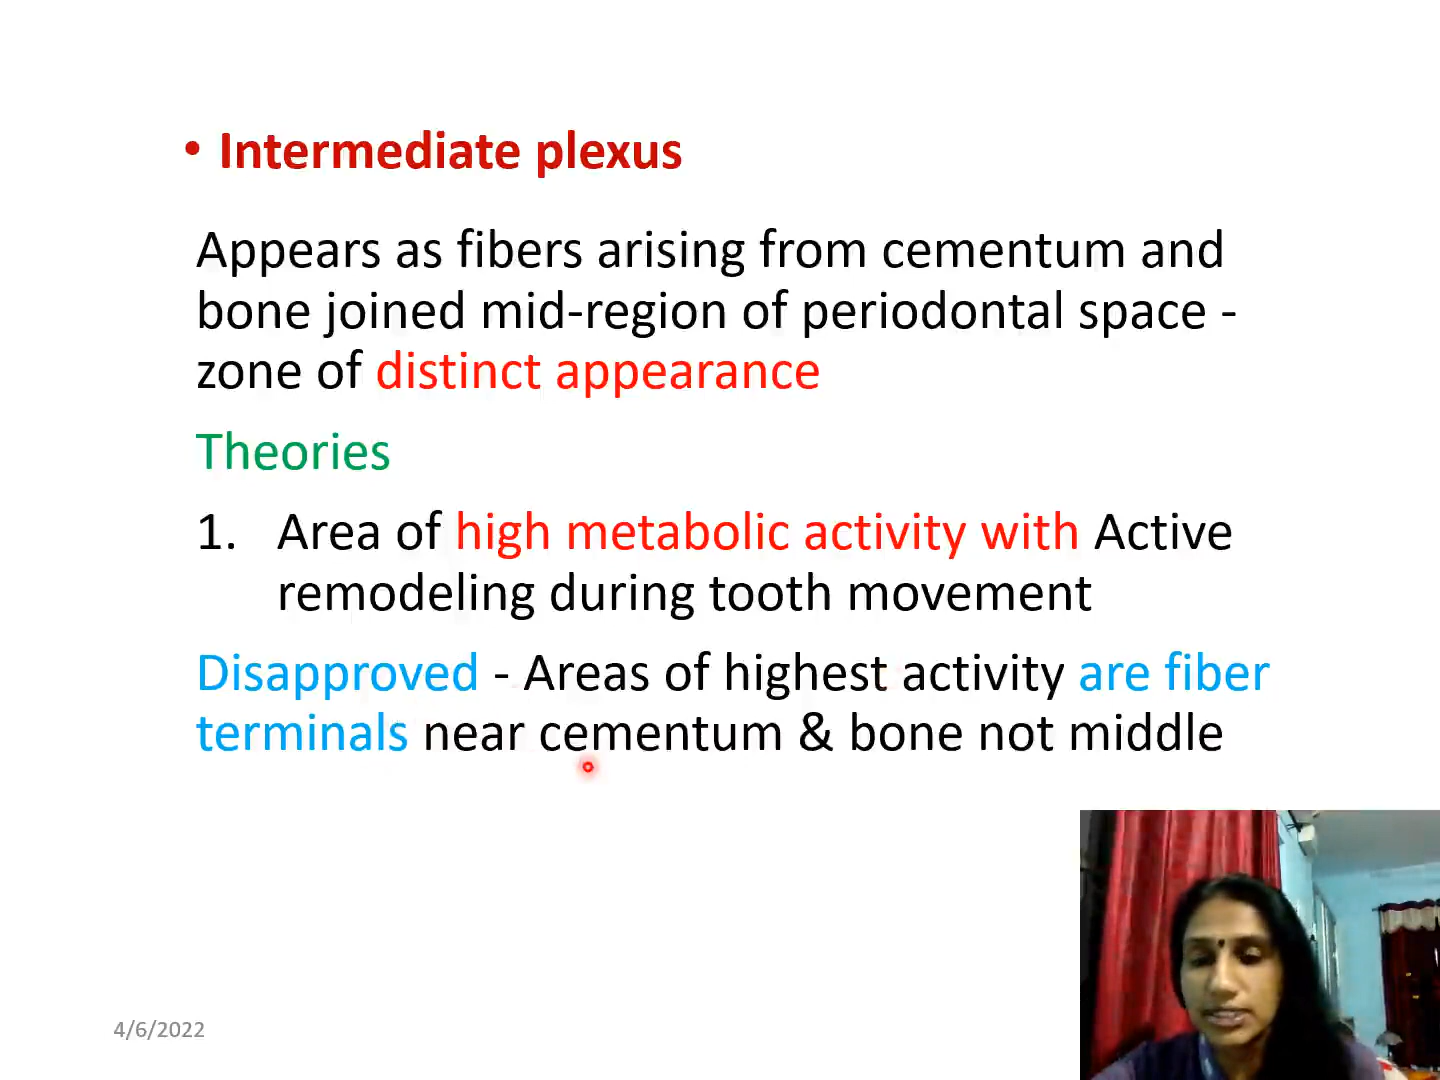 • Intermediate plexus
Appears as fibers arising from cementum and
bone joined mid-region of periodontal space -
zone of distinct appearance
Theories
1. Area of high metabolic activity with Active
remodeling during tooth movement
Disapproved - Areas of highest activity are fiber
terminals near cementum & bone not middle
4/6/2022